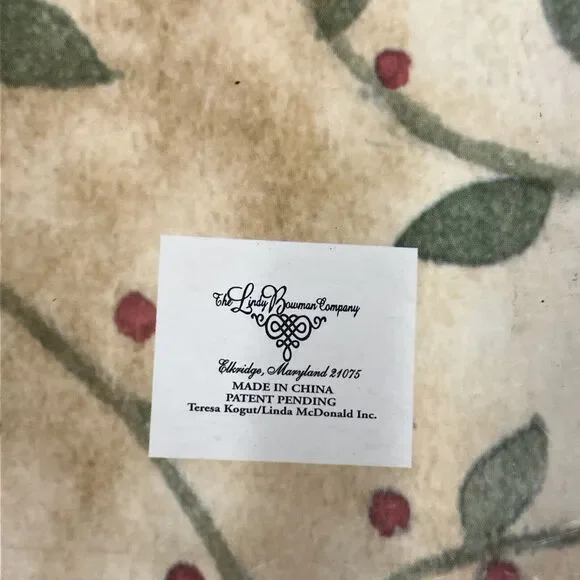 The Lindy Bowman Company
Elkridge, Maryland 21075
MADE IN CHINA
PATENT PENDING
Teresa Kogut/Linda McDonald Inc.